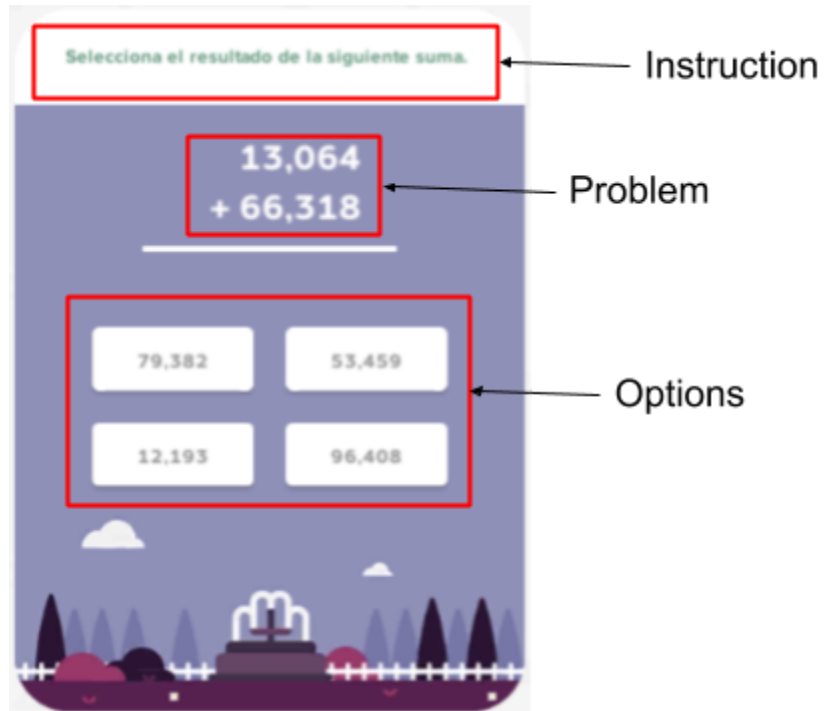 Selecciona el resultado de la siguiente suma.
Instruction
13,064
+ 66,318
Problem
79,382 53,459
Options
12,193 96,408